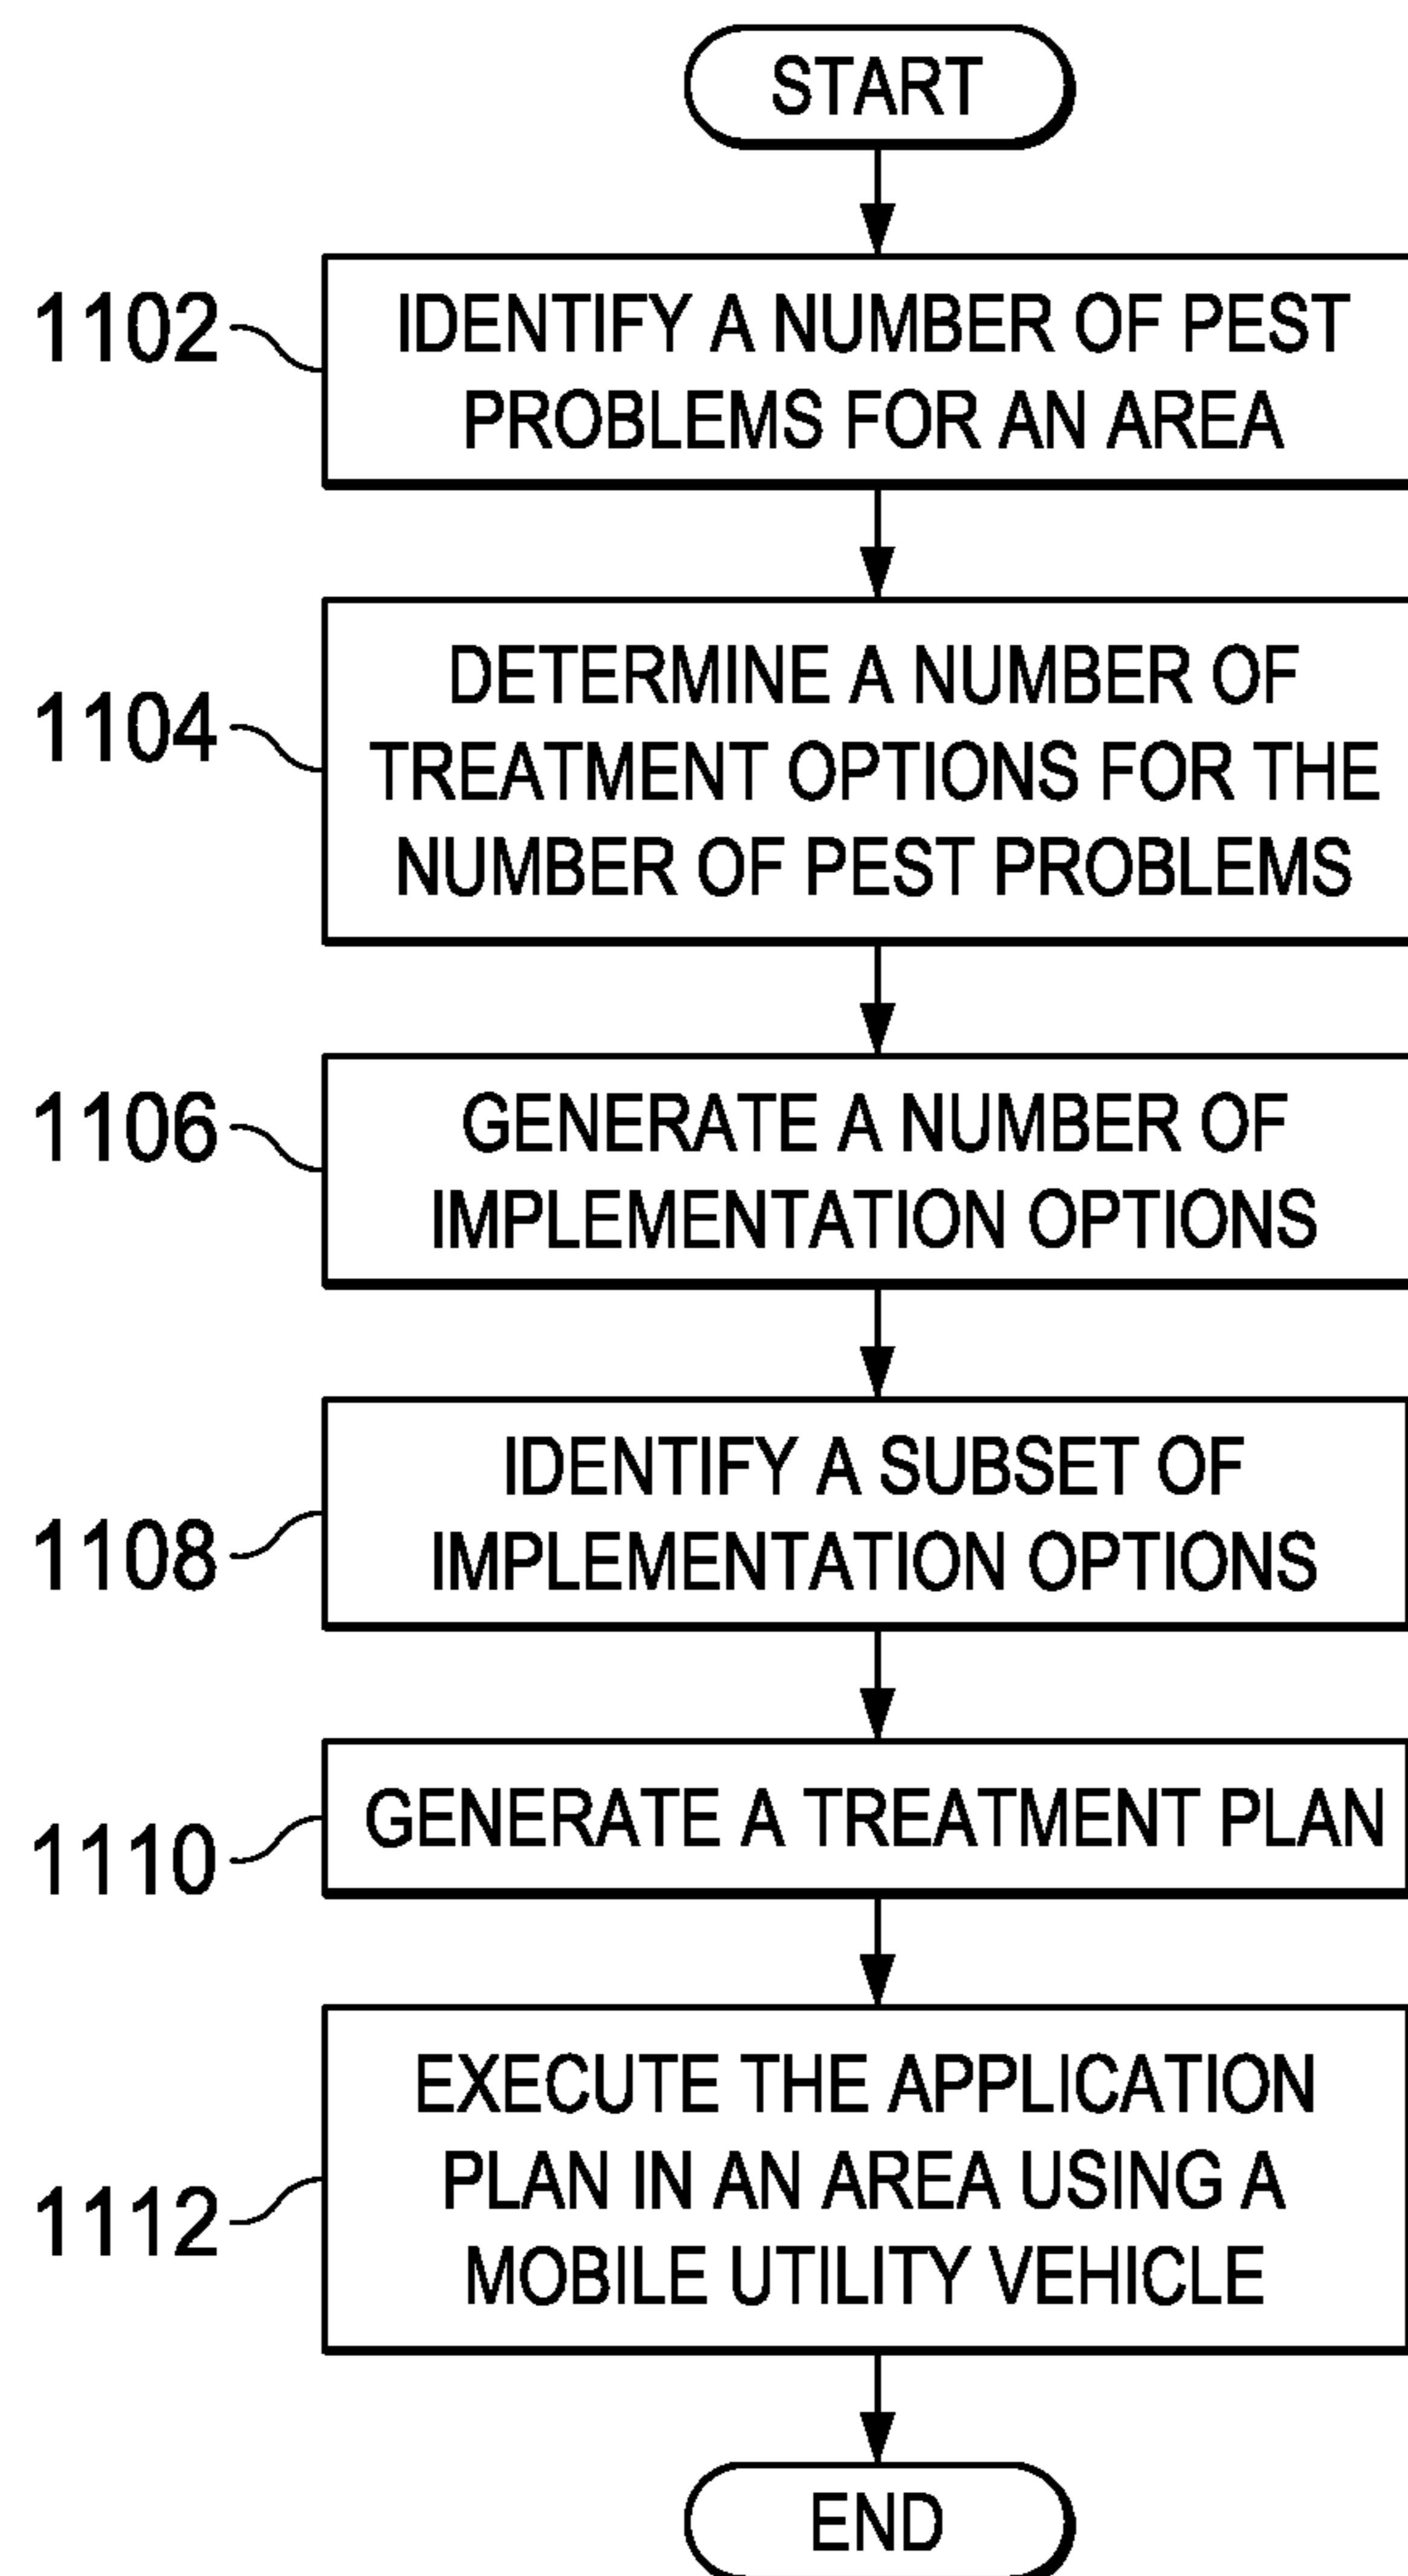 START
1102
IDENTIFY A NUMBER OF PEST
PROBLEMS FOR AN AREA
1104
DETERMINE A NUMBER OF
TREATMENT OPTIONS FOR THE
NUMBER OF PEST PROBLEMS
1106
GENERATE A NUMBER OF
IMPLEMENTATION OPTIONS
1108
IDENTIFY A SUBSET OF
IMPLEMENTATION OPTIONS
1110
GENERATE A TREATMENT PLAN
1112
EXECUTE THE APPLICATION
PLAN IN AN AREA USING A
MOBILE UTILITY VEHICLE
END